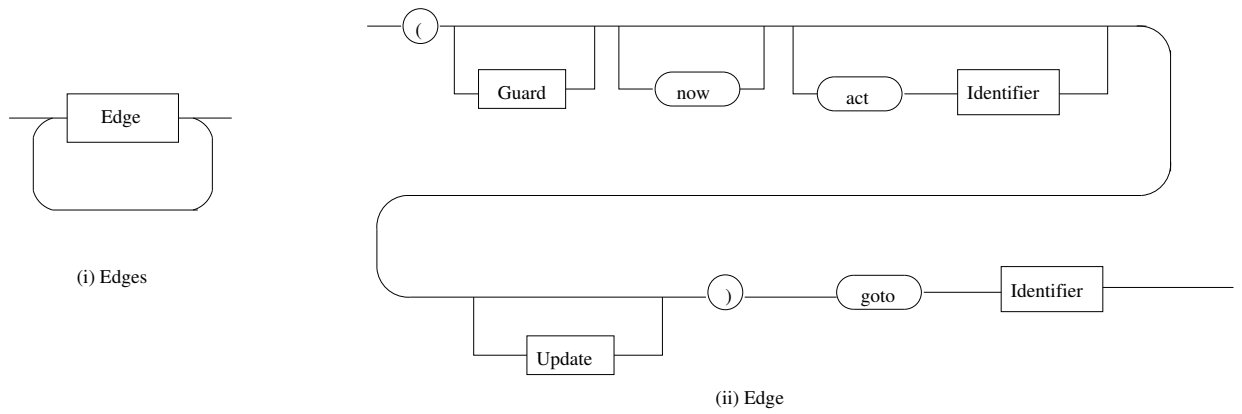 (
Guard
now
act
Identifier
Edge
(i) Edges
Update
)
goto
Identifier
(ii) Edge